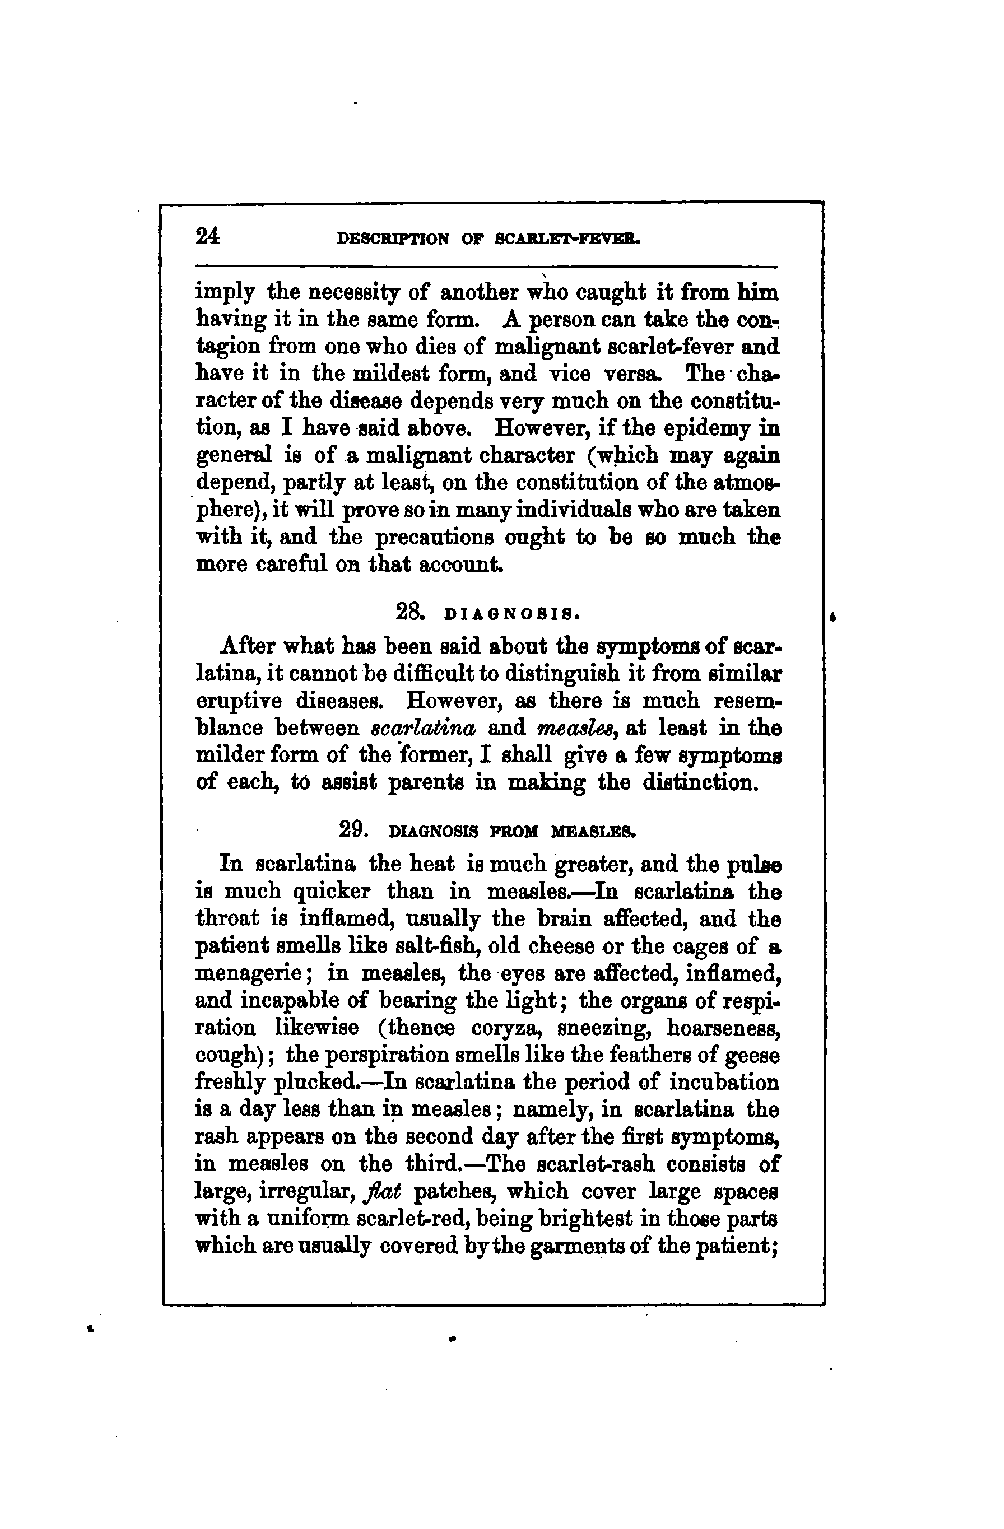 24 DESCRIPTION OF SCARLET-FEVER.
imply the necessity of another who caught it from him
having it in the same form. A person can take the con-
tagion from one who dies of malignant scarlet-fever and
have it in the mildest form, and vice versa. The cha-
racter of the disease depends very much on the constitu-
tion, as I have said above. However, if the epidemy in
general is of a malignant character (which may again
depend, partly at least, on the constitution of the atmos-
phere), it will prove so in many individuals who are taken
with it, and the precautions ought to be so much the
more careful on that account.
28. DIAGNOSIS.
After what has been said about the symptoms of scar-
latina, it cannot be difficult to distinguish it from similar
eruptive diseases. However, as there is much resem-
blance between scarlatina and measles, at least in the
milder form of the former, I shall give a few symptoms
of each, to assist parents in making the distinction.
29. DIAGNOSIS FROM MEASLES.
In scarlatina the heat is much greater, and the pulse
is much quicker than in measles.—In scarlatina the
throat is inflamed, usually the brain affected, and the
patient smells like salt-fish, old cheese or the cages of a
menagerie; in measles, the eyes are affected, inflamed,
and incapable of bearing the light; the organs of respi-
ration likewise (thence coryza, sneezing, hoarseness,
cough); the perspiration smells like the feathers of geese
freshly plucked.—In scarlatina the period of incubation
is a day less than in measles; namely, in scarlatina the
rash appears on the second day after the first symptoms,
in measles on the third.—The scarlet-rash consists of
large, irregular, flat patches, which cover large spaces
with a uniform scarlet-red, being brightest in those parts
which are usually covered by the garments of the patient;